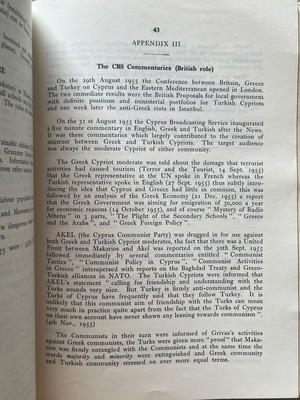 43
APPENDIX III
The CBS Commentaries (British role)
On the 29th August 1955 the Conference between Britain, Greece
and Turkey on Cyprus and the Eastern Mediterranean opened in London.
The two immediate results were the British Proposals for local government
with definite positions and ministerial portfolios for Turkish Cypriots
and one week later the anti-Greek riots in Istanbul.
On the 31 st August 1955 the Cyprus Broadcasting Service inaugurated
a five minute commentary in English, Greek and Turkish after the News.
It was these commentaries which largely contributed to the creation of
mistrust between Greek and Turkish Cypriots. The target audience
was always the moderate Cypriot of either community.
The Greek Cypriot moderate was told about the damage that terrorist
activities had caused tourism (Terror and the Tourist, 14 Sept. 1955)
that the Greek representative at the UN spoke in French whereas the
Turkish representative spoke in English (27 Sept. 1955) thus subtly intro-
ducing the idea that Cyprus and Greece had little in common, this was
followed by an analysis of the Greek economy (21 Dec. 1955) a report
that the Greek Government was aiming for emigration of 30,000 a year
for economic reasons (14 October 1955), and of course "Mystery of Radio
Athens" in 3 parts, "The Plight of the Secondary Schools", "Greece
and the Arabs", and "Greek Foreign Policy".
AKEL, (the Cyprus Communist Party) was dragged in for use against
both Greek and Turkish Cypriot moderates, the fact that there was a United
Front between Makarios and Akel was reported on the 30th Sept. 1955
followed immediately by several commentaries entitled "Communist
Tactics" "Communist Policy in Cyprus", "Communist Activities
in Greece" interspersed with reports on the Baghdad Treaty and Greco-
Turkish alliances in NATO. The Turkish Cypriots were informed that
AKEL's statement "calling for friendship and understanding with the
Turks sounds very nice. But Turkey is firmly anti-communist and the
Turks of Cyprus have frequently said that they follow Turkey. It is
unlikely that this communist aim of friendship with the Turks can mean
very much in practice quite apart from the fact that the Turks of Cyprus
on their own account have never shown any leaning towards communism".
(4th Nov., 1955)
The Communists in their turn were informed of Grivas's activities
against Greek communists, the Turks were given more "proof" that Maka-
rios was firmly entangled with the Communists and at the same time the
words majority and minority were extinguished and Greek community
and Turkish community stressed on ever more equal terms.